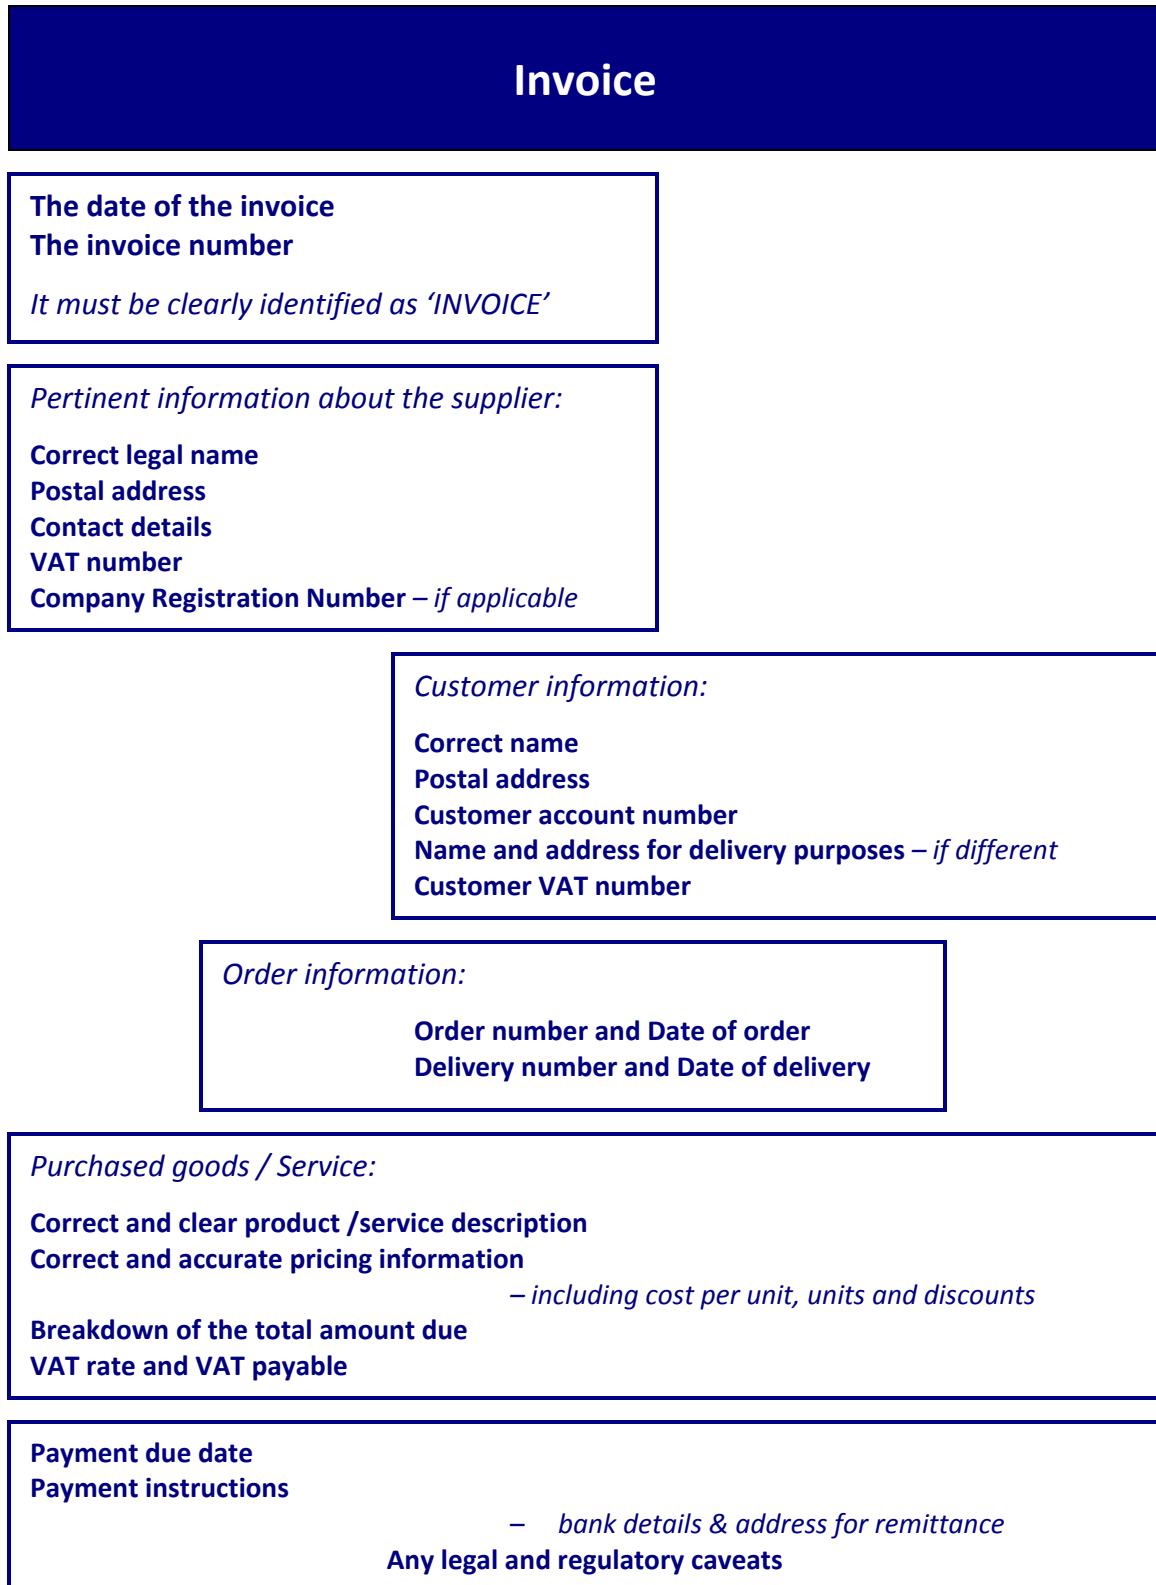 Invoice
The date of the invoice
The invoice number
It must be clearly identified as ‘INVOICE’
Pertinent information about the supplier:
Correct legal name
Postal address
Contact details
VAT number
Company Registration Number – if applicable
Customer information:
Correct name
Postal address
Customer account number
Name and address for delivery purposes – if different
Customer VAT number
Order information:
Order number and Date of order
Delivery number and Date of delivery
Purchased goods / Service:
Correct and clear product /service description
Correct and accurate pricing information
– including cost per unit, units and discounts
Breakdown of the total amount due
VAT rate and VAT payable
Payment due date
Payment instructions
– bank details & address for remittance
Any legal and regulatory caveats